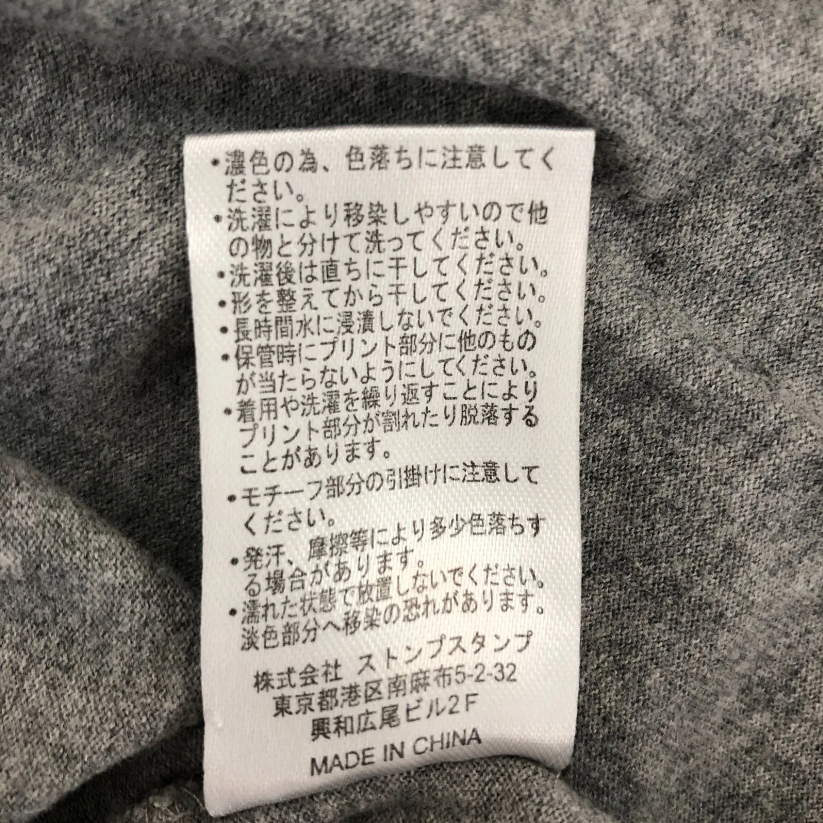 ・濃色の為、色落ちに注意してく
ださい。
・洗濯により移染しやすいので他
の物と分けて洗ってください。
・洗濯後は直ちに干してください。
・形を整えてから干してください。
・長時間水に浸漬しないでください。
・保管時にプリント部分に他のもの
が当たらないようにしてください。
・着用や洗濯を繰り返すことにより
プリント部分が割れたり脱落する
ことがあります。
・モチーフ部分の引掛けに注意して
ください。
・発汗、摩擦等により多少色落ちす
る場合があります。
・濡れた状態で放置しないでください。
淡色部分へ移染の恐れがあります。
株式会社 ストンプスタンプ
東京都港区南麻布5-2-32
興和広尾ビル2F
MADE IN CHINA